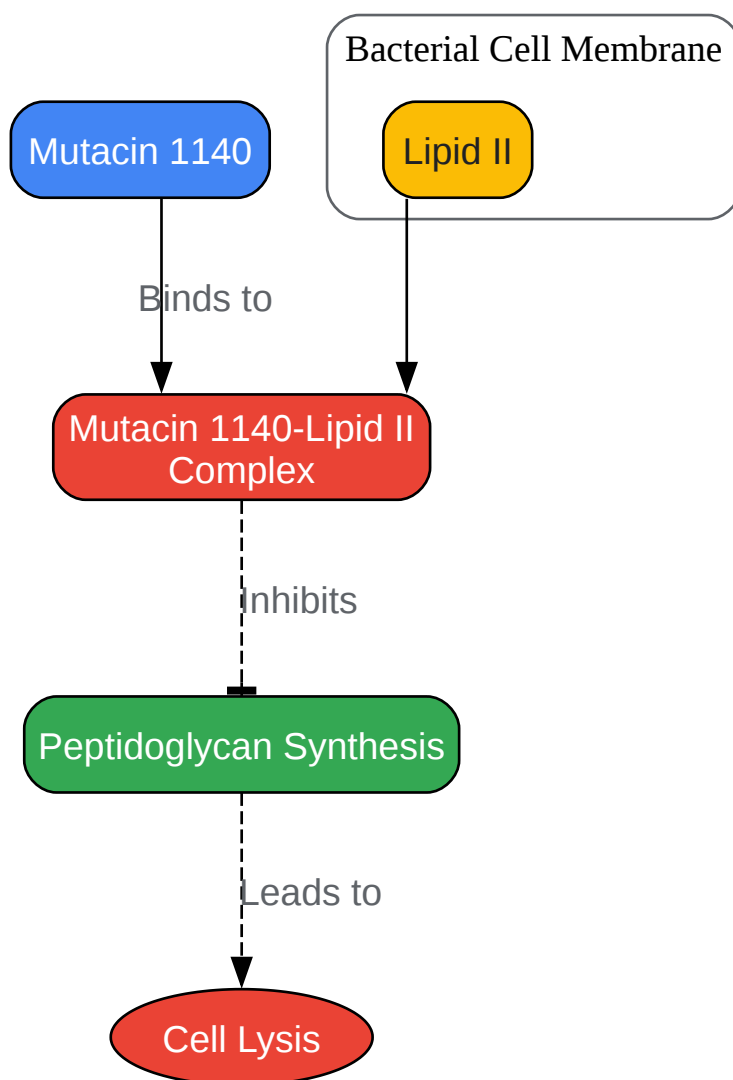 Bacterial Cell Membrane
Mutacin 1140
Lipid II
Binds to
Mutacin 1140-Lipid II
Complex
Inhibits
Peptidoglycan Synthesis
Leads to
Cell Lysis